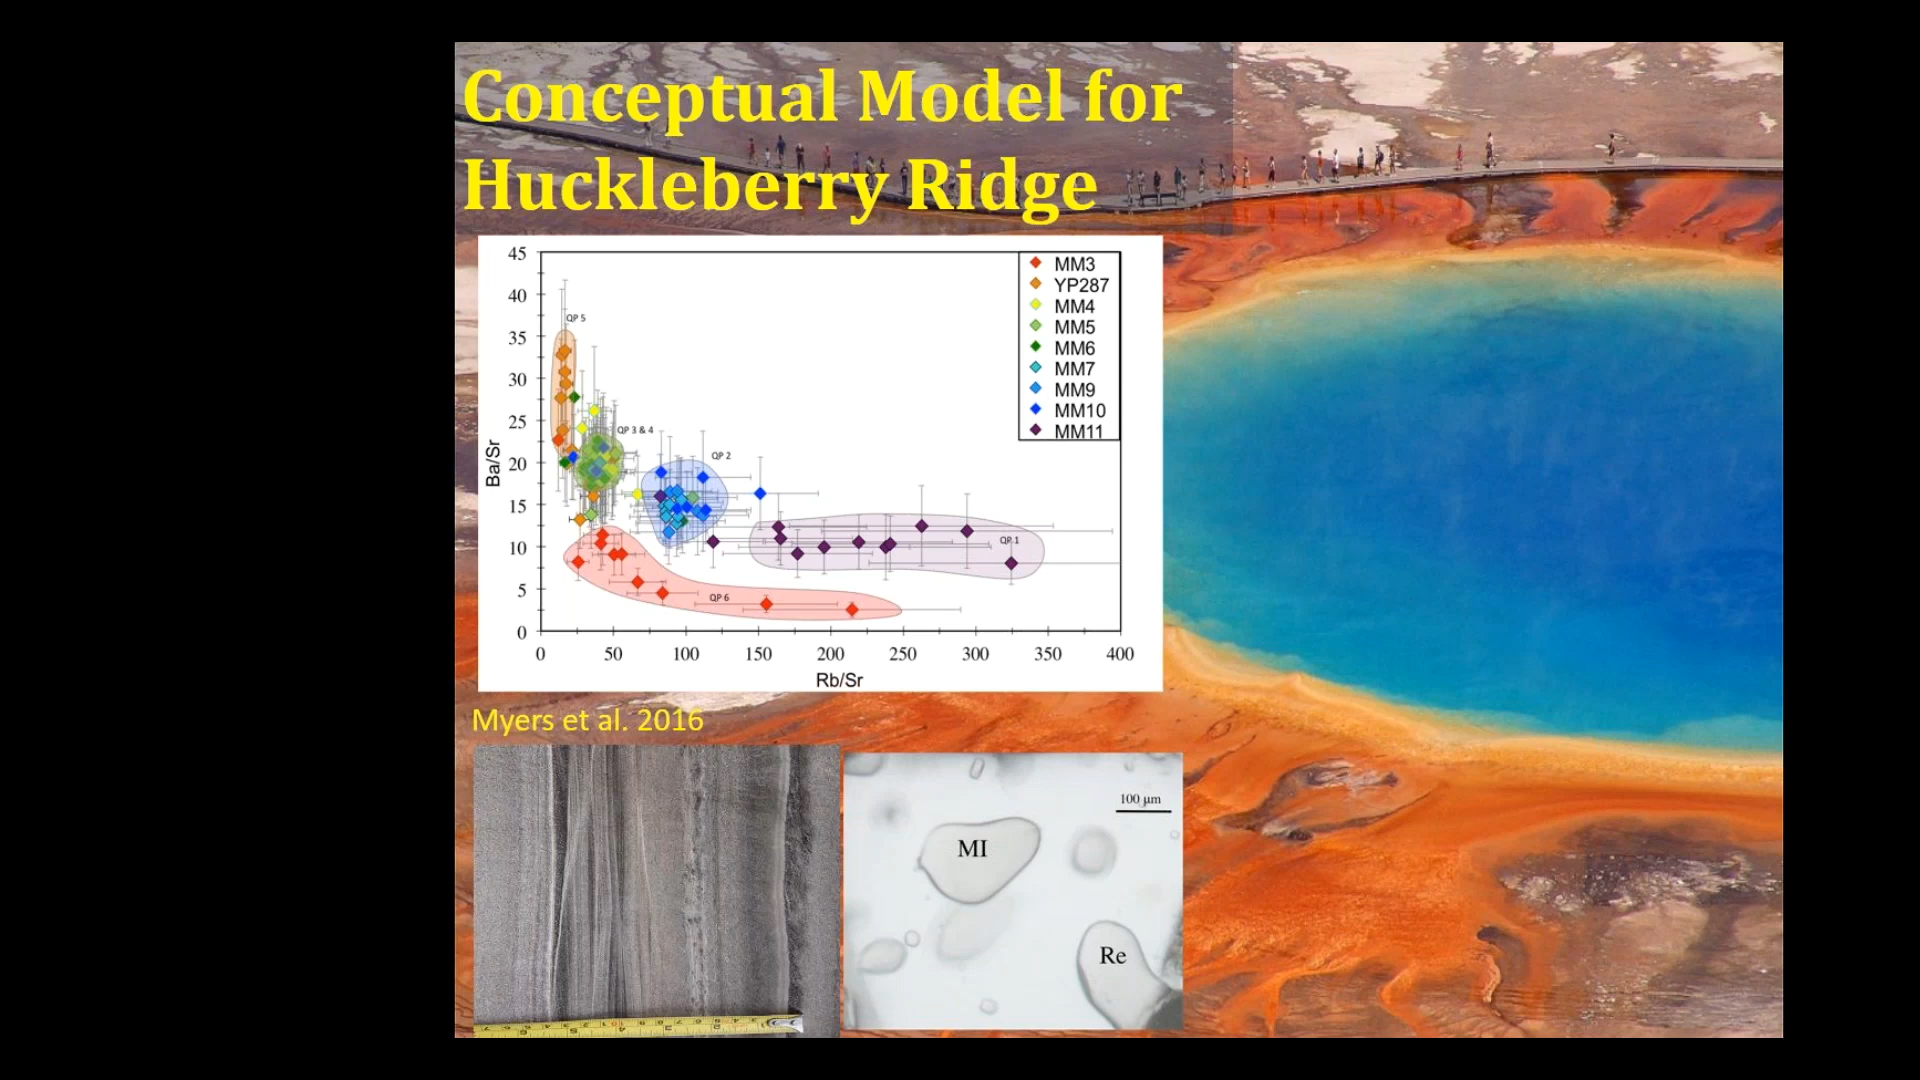 Conceptual Model for
Huckleberry Ridge
45
40
35
30
25
20
15
10
5
0
Ba/Sr
QP 5
QP 3 & 4
QP 2
QP 1
QP 6
MM3
YP287
MM4
MM5
MM6
MM7
MM9
MM10
MM11
0 50 100 150 200 250 300 350 400
Rb/Sr
Myers et al. 2016
100 µm
MI
Re